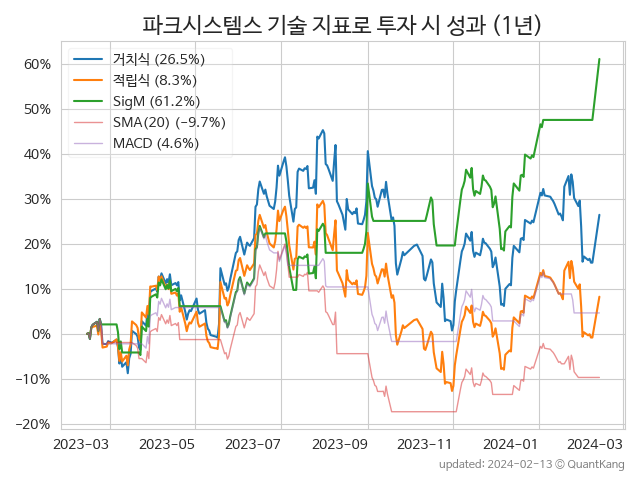 파크시스템스 기술 지표로 투자 시 성과 (1년)
거치식 (26.5%)
적립식 (8.3%)
SigM (61.2%)
SMA(20) (−9.7%)
MACD (4.6%)
60%
50%
40%
30%
20%
10%
0%
−10%
−20%
2023-03 2023-05 2023-07 2023-09 2023-11 2024-01 2024-03
updated: 2024-02-13 © QuantKang